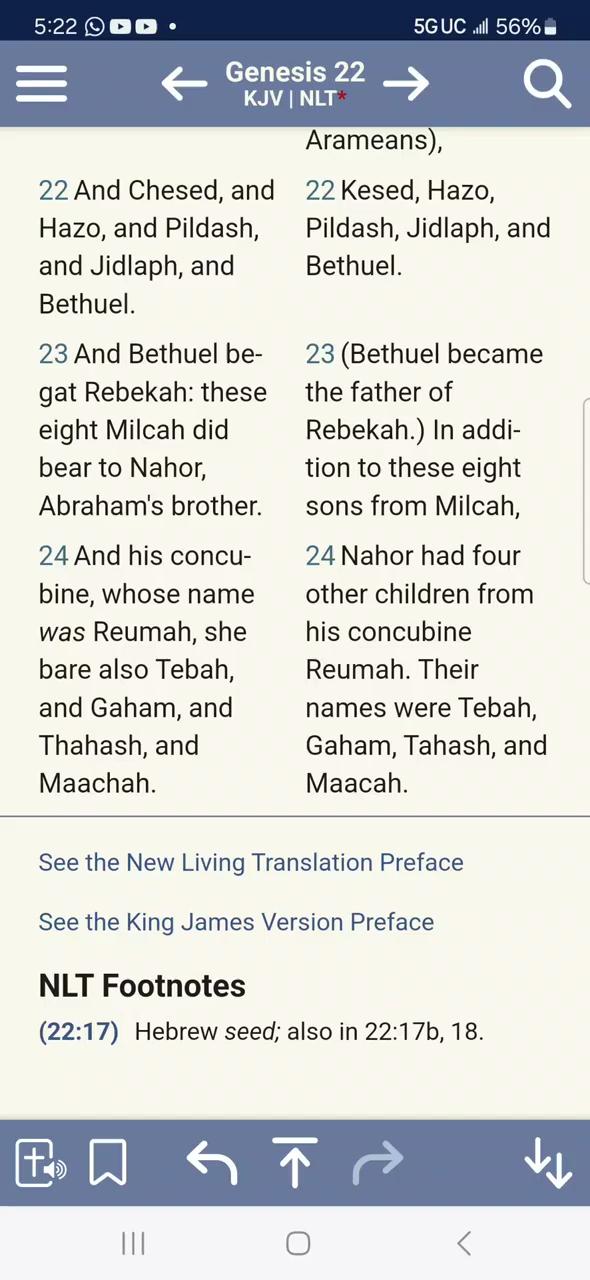 5:22
5G UC 56%
Genesis 22
KJV | NLT*
Arameans),
22 And Chesed, and
Hazo, and Pildash,
and Jidlaph, and
Bethuel.
22 Kesed, Hazo,
Pildash, Jidlaph, and
Bethuel.
23 And Bethuel be-
gat Rebekah: these
eight Milcah did
bear to Nahor,
Abraham's brother.
23 (Bethuel became
the father of
Rebekah.) In addi-
tion to these eight
sons from Milcah,
24 And his concu-
bine, whose name
was Reumah, she
bare also Tebah,
and Gaham, and
Thahash, and
Maachah.
24 Nahor had four
other children from
his concubine
Reumah. Their
names were Tebah,
Gaham, Tahash, and
Maacah.
See the New Living Translation Preface
See the King James Version Preface
NLT Footnotes
(22:17) Hebrew seed; also in 22:17b, 18.